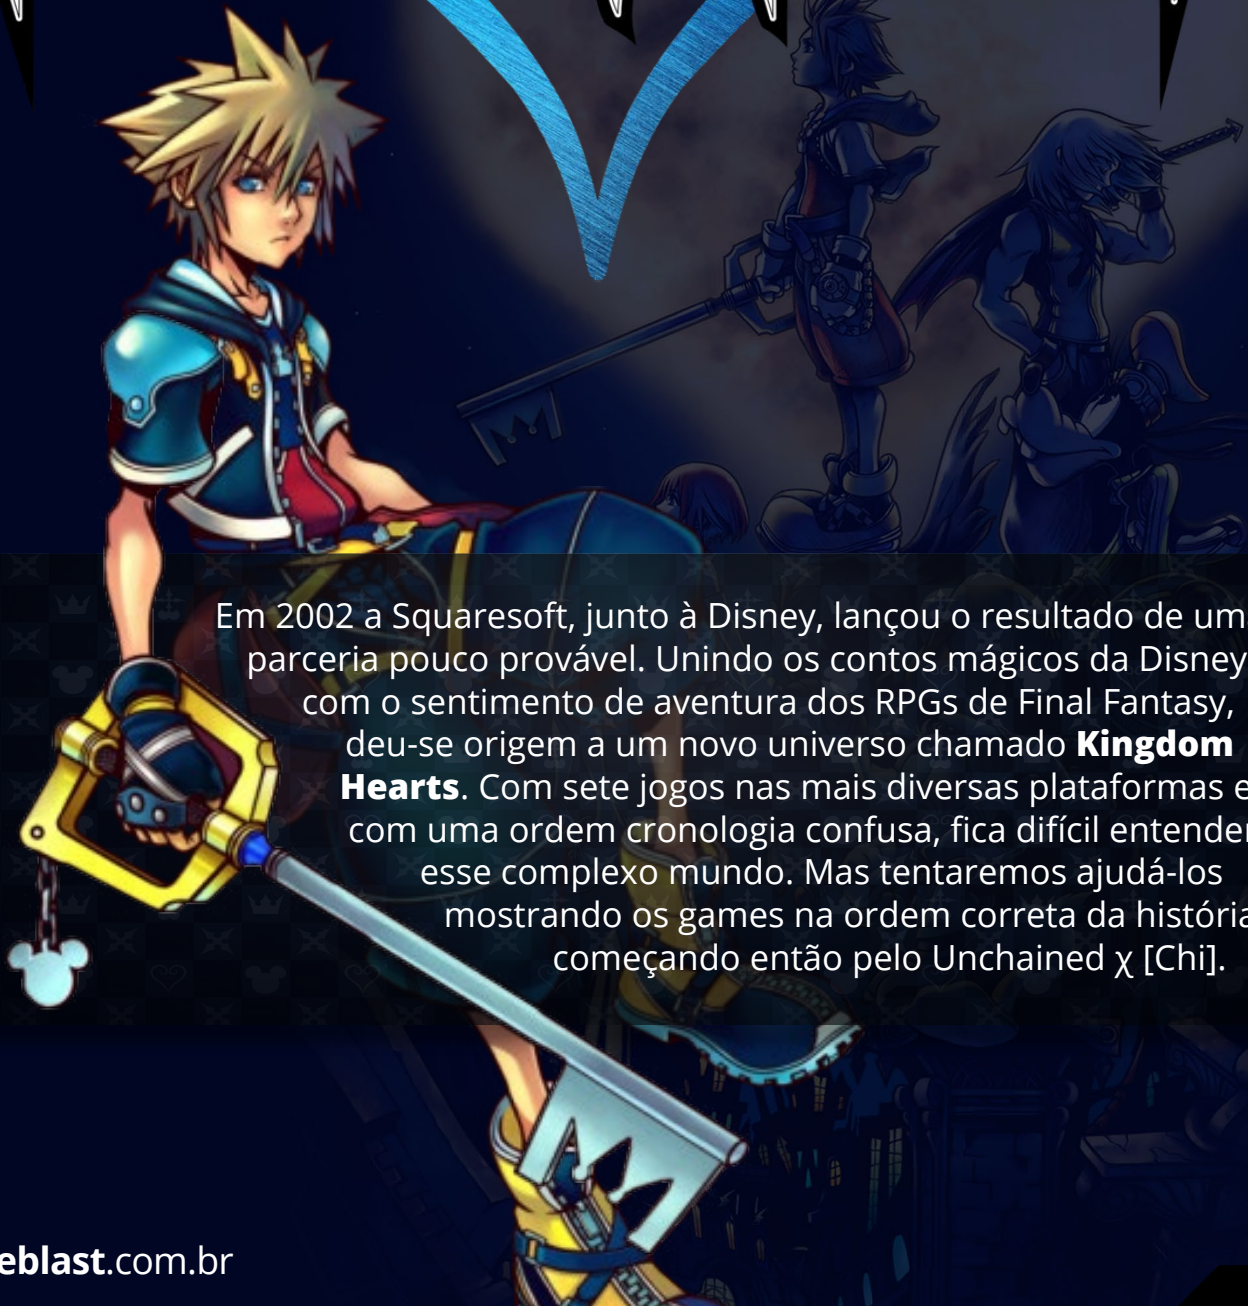 Em 2002 a Squaresoft, junto à Disney, lançou o resultado de um
parceria pouco provável. Unindo os contos mágicos da Disney
com o sentimento de aventura dos RPGs de Final Fantasy,
deu-se origem a um novo universo chamado Kingdom
Hearts. Com sete jogos nas mais diversas plataformas e
com uma ordem cronologia confusa, fica difícil entender
esse complexo mundo. Mas tentaremos ajudá-los
mostrando os games na ordem correta da história
começando então pelo Unchained χ [Chi].
eblast.com.br